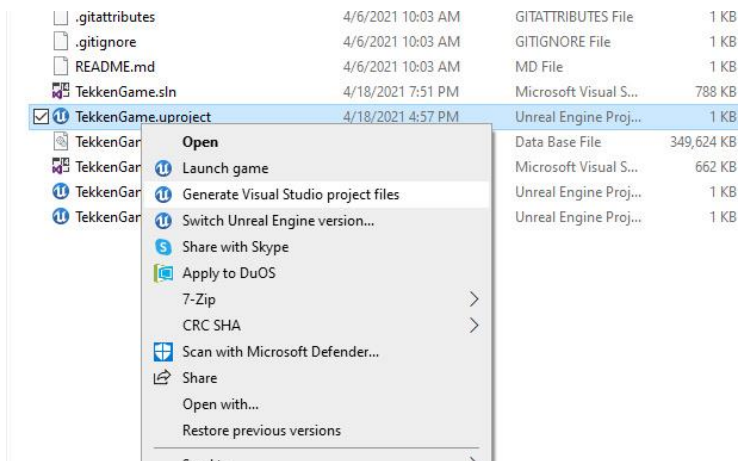 .gitattributes 4/6/2021 10:03 AM GITATTRIBUTES File 1 KB
.gitignore 4/6/2021 10:03 AM GITIGNORE File 1 KB
README.md 4/6/2021 10:03 AM MD File 1 KB
TekkenGame.sln 4/18/2021 7:51 PM Microsoft Visual S... 788 KB
TekkenGame.uproject 4/18/2021 4:57 PM Unreal Engine Proj... 1 KB
TekkenGar Data Base File 349,624 KB
TekkenGar Microsoft Visual S... 662 KB
TekkenGar Unreal Engine Proj... 1 KB
TekkenGar Unreal Engine Proj... 1 KB
Open
Launch game
Generate Visual Studio project files
Switch Unreal Engine version...
Share with Skype
Apply to DuOS
7-Zip
CRC SHA
Scan with Microsoft Defender...
Share
Open with...
Restore previous versions